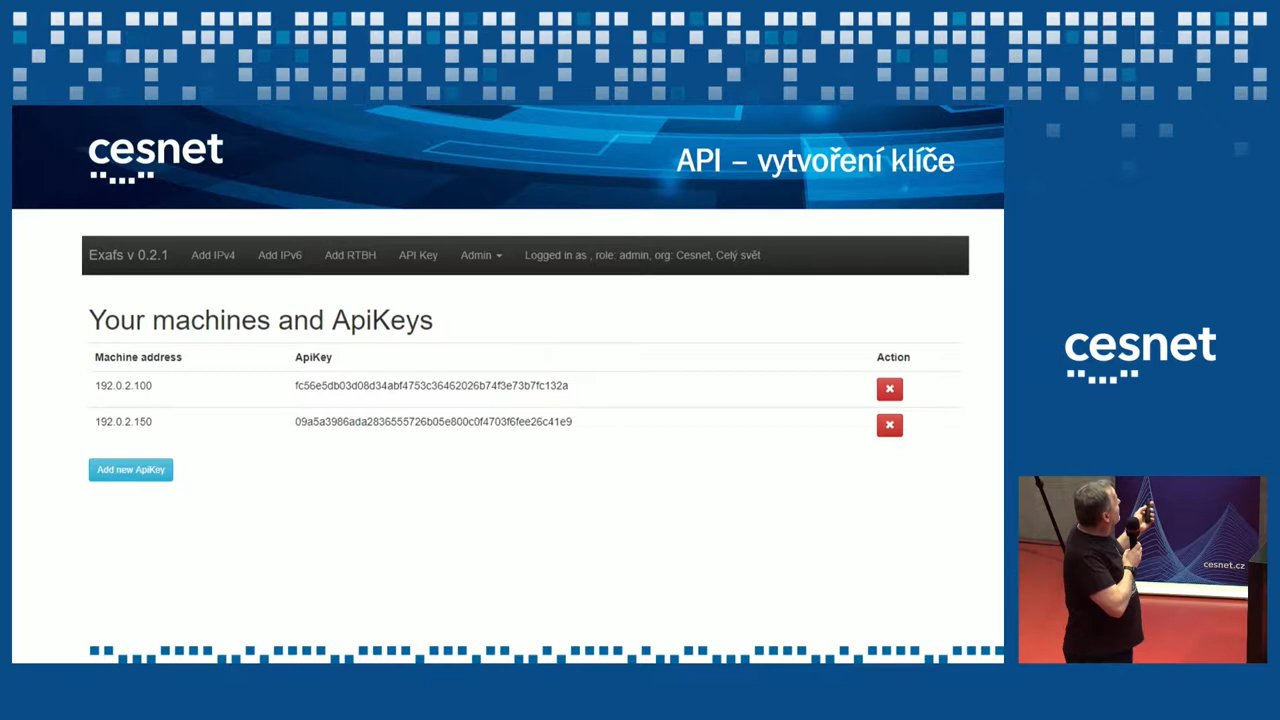 cesnet
API – vytvoření klíče
Exafs v 0.2.1 Add IPv4 Add IPv6 Add RTBH API Key Admin Logged in as , role: admin, org: Cesnet, Celý svět
Your machines and ApiKeys
Machine address ApiKey Action
192.0.2.100 fc56e5db03d08d34abf4753c36462026b74f3e73b7fc132a
192.0.2.150 09a5a3986ada2836555726b05e800c0f4703f6fee26c41e9
Add new ApiKey
cesnet
cesnet.cz